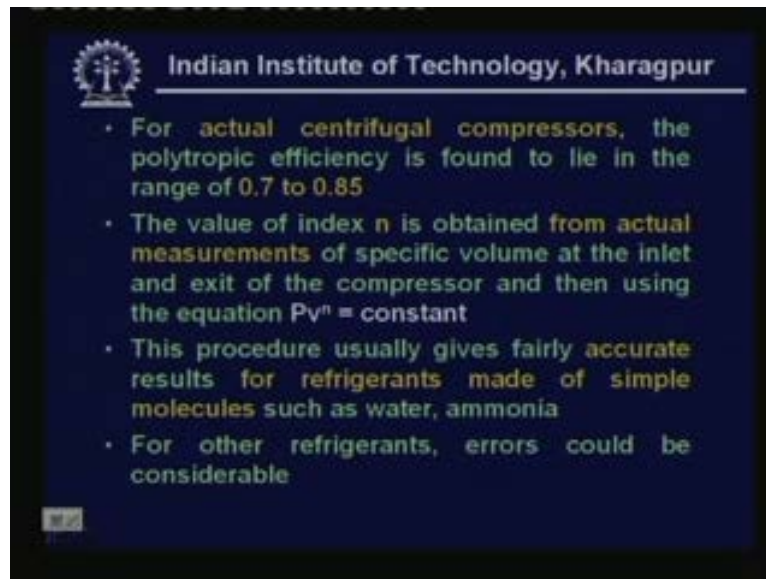 Indian Institute of Technology, Kharagpur
• For actual centrifugal compressors, the
polytropic efficiency is found to lie in the
range of 0.7 to 0.85
• The value of index n is obtained from actual
measurements of specific volume at the inlet
and exit of the compressor and then using
the equation Pvⁿ = constant
• This procedure usually gives fairly accurate
results for refrigerants made of simple
molecules such as water, ammonia
• For other refrigerants, errors could be
considerable